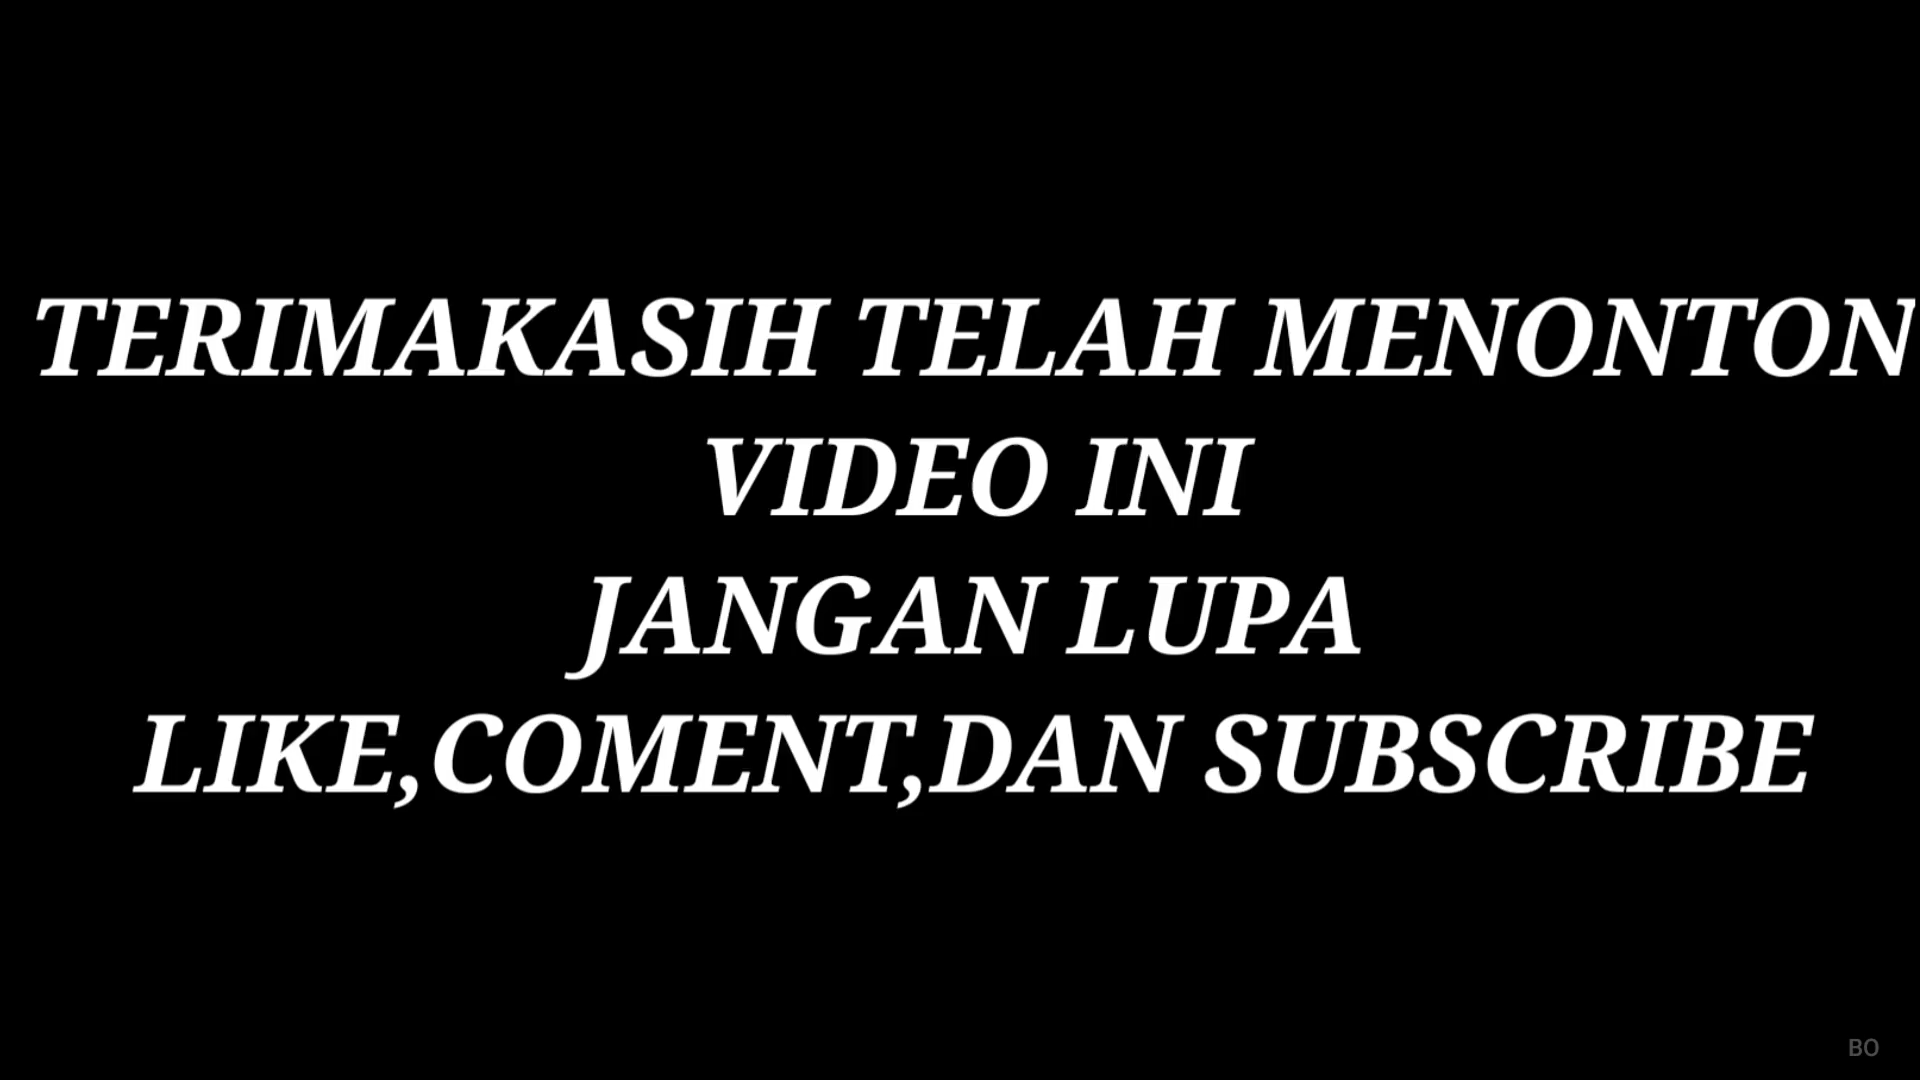 TERIMAKASIH TELAH MENONTON
VIDEO INI
JANGAN LUPA
LIKE,COMENT,DAN SUBSCRIBE
BO